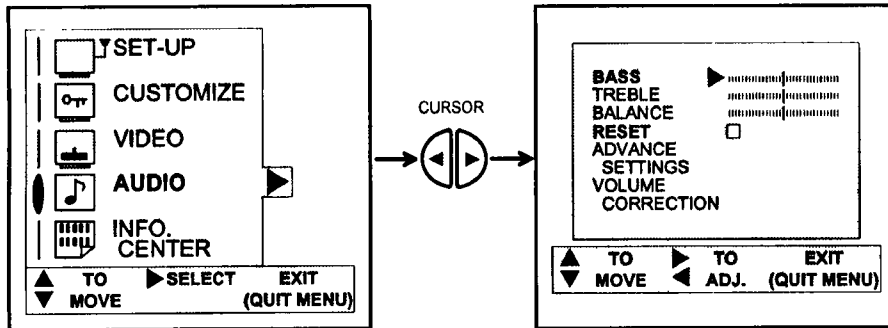 SET-UP
CUSTOMIZE
VIDEO
AUDIO
INFO.
CENTER
TO SELECT EXIT
MOVE (QUIT MENU)
CURSOR
BASS
TREBLE
BALANCE
RESET
ADVANCE
SETTINGS
VOLUME
CORRECTION
TO TO EXIT
MOVE ADJ. (QUIT MENU)